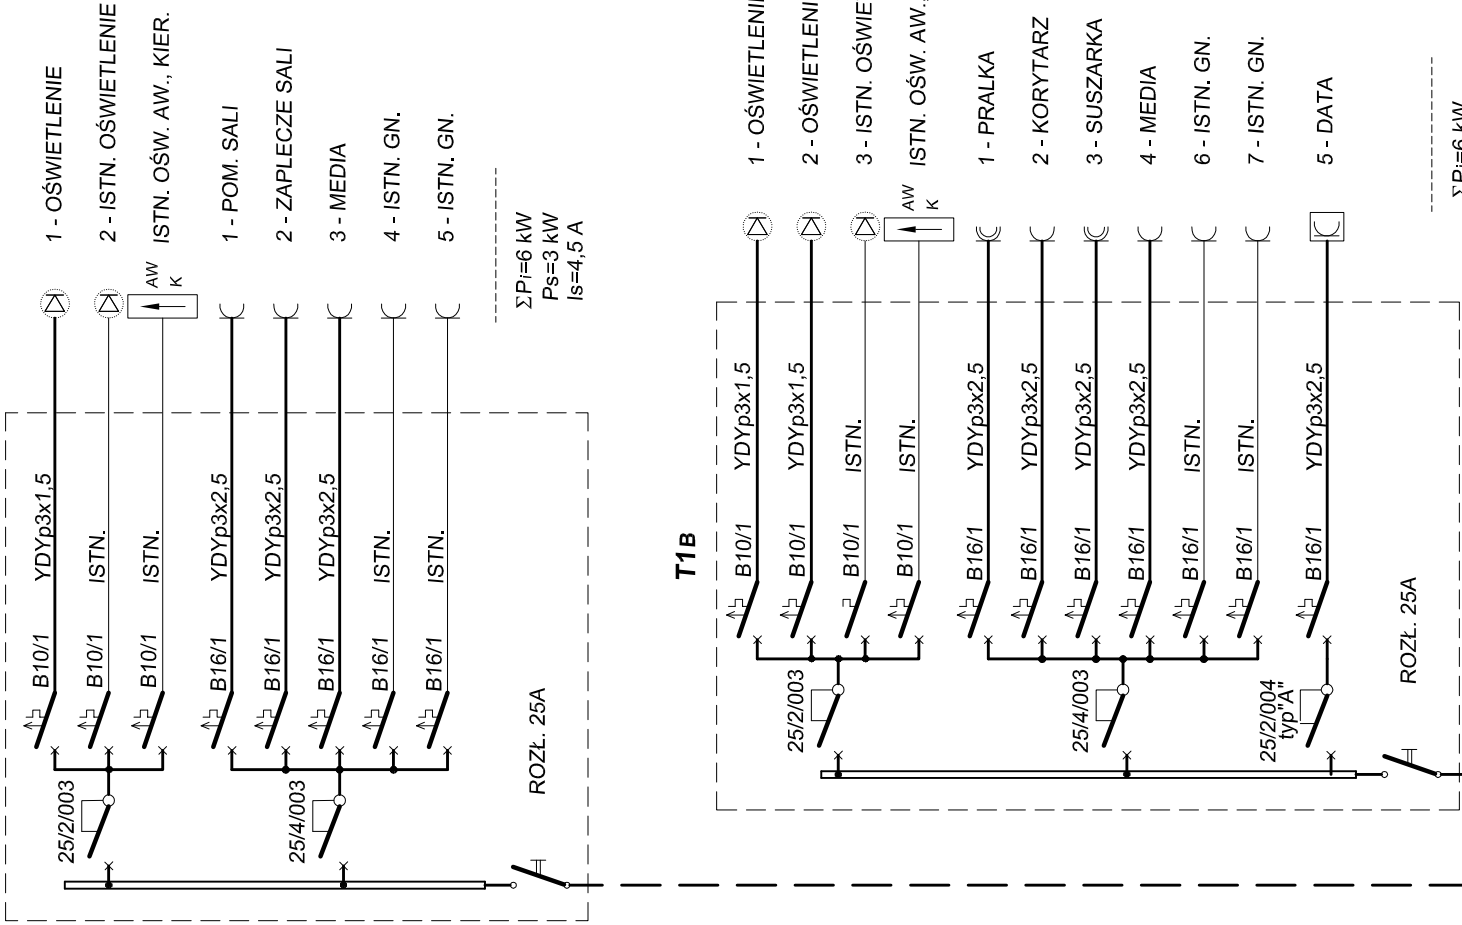 1 - OŚWIETLENIE
2 - ISTN. OŚWIETLENIE
ISTN. OŚW. AW., KIER.
1 - POM. SALI
2 - ZAPLECZE SALI
3 - MEDIA
4 - ISTN. GN.
5 - ISTN. GN.
AW
K
ΣPi=6 kW
Ps=3 kW
Is=4,5 A
YDYp3x1,5
ISTN.
ISTN.
YDYp3x2,5
YDYp3x2,5
YDYp3x2,5
ISTN.
ISTN.
B10/1
B10/1
B10/1
B16/1
B16/1
B16/1
B16/1
B16/1
25/2/003
25/4/003
ROZŁ. 25A
T1B
1 - OŚWIETLENI
2 - OŚWIETLENI
3 - ISTN. OŚWIE
ISTN. OŚW. AW.,
1 - PRALKA
2 - KORYTARZ
3 - SUSZARKA
4 - MEDIA
6 - ISTN. GN.
7 - ISTN. GN.
5 - DATA
AW
K
ΣPi=6 kW
YDYp3x1,5
YDYp3x1,5
ISTN.
ISTN.
YDYp3x2,5
YDYp3x2,5
YDYp3x2,5
YDYp3x2,5
ISTN.
ISTN.
YDYp3x2,5
B10/1
B10/1
B10/1
B10/1
B16/1
B16/1
B16/1
B16/1
B16/1
B16/1
B16/1
25/2/003
25/4/003
25/2/004
typ"A"
ROZŁ. 25A